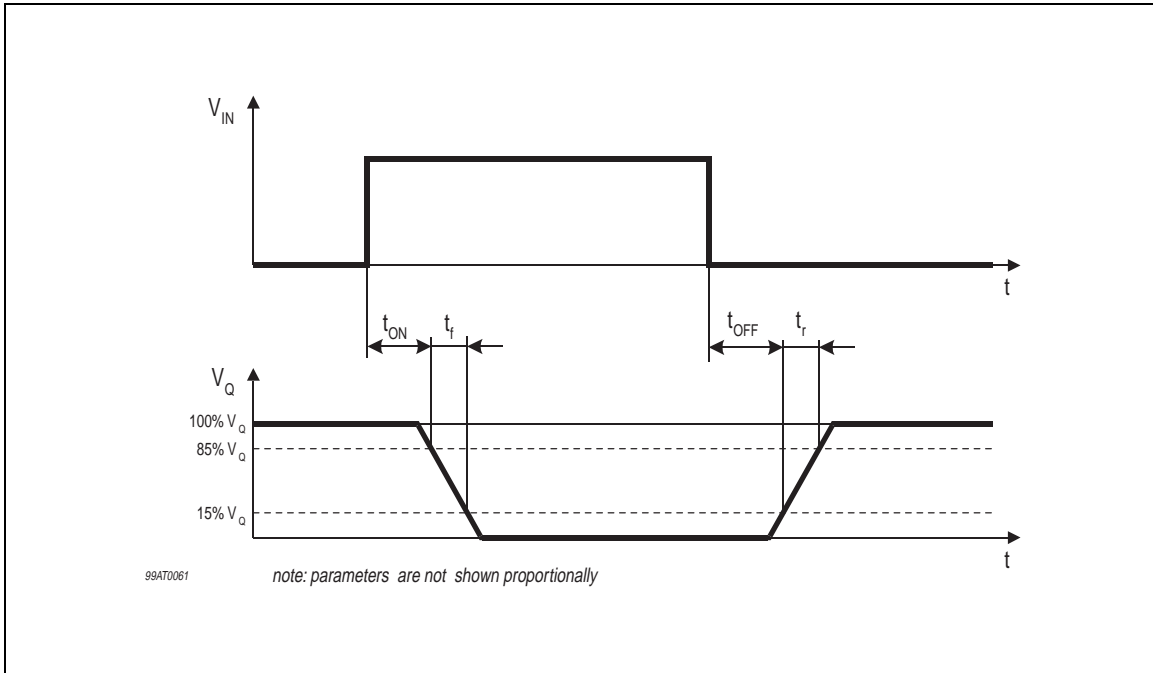 V_IN
t
t_ON t_f t_OFF t_r
V_Q
100% V_Q
85% V_Q
15% V_Q
t
99AT0061 note: parameters are not shown proportionally